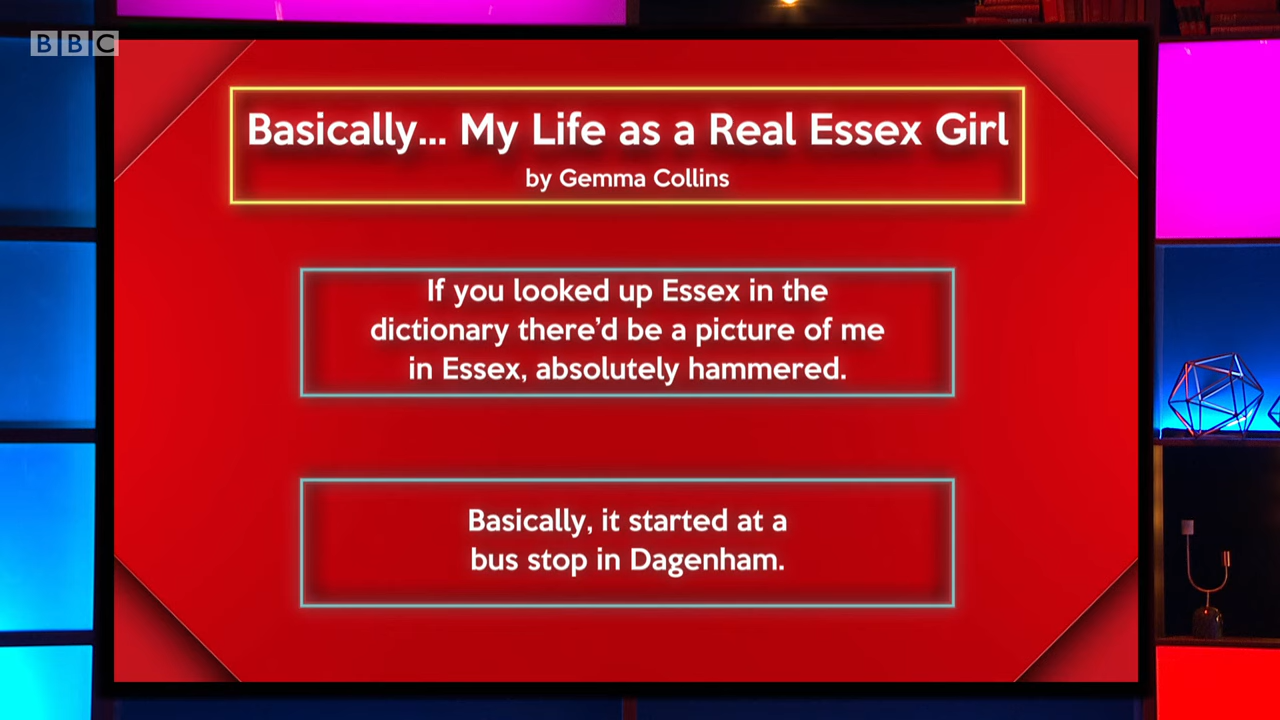 BBC
Basically... My Life as a Real Essex Girl
by Gemma Collins
If you looked up Essex in the
dictionary there'd be a picture of me
in Essex, absolutely hammered.
Basically, it started at a
bus stop in Dagenham.